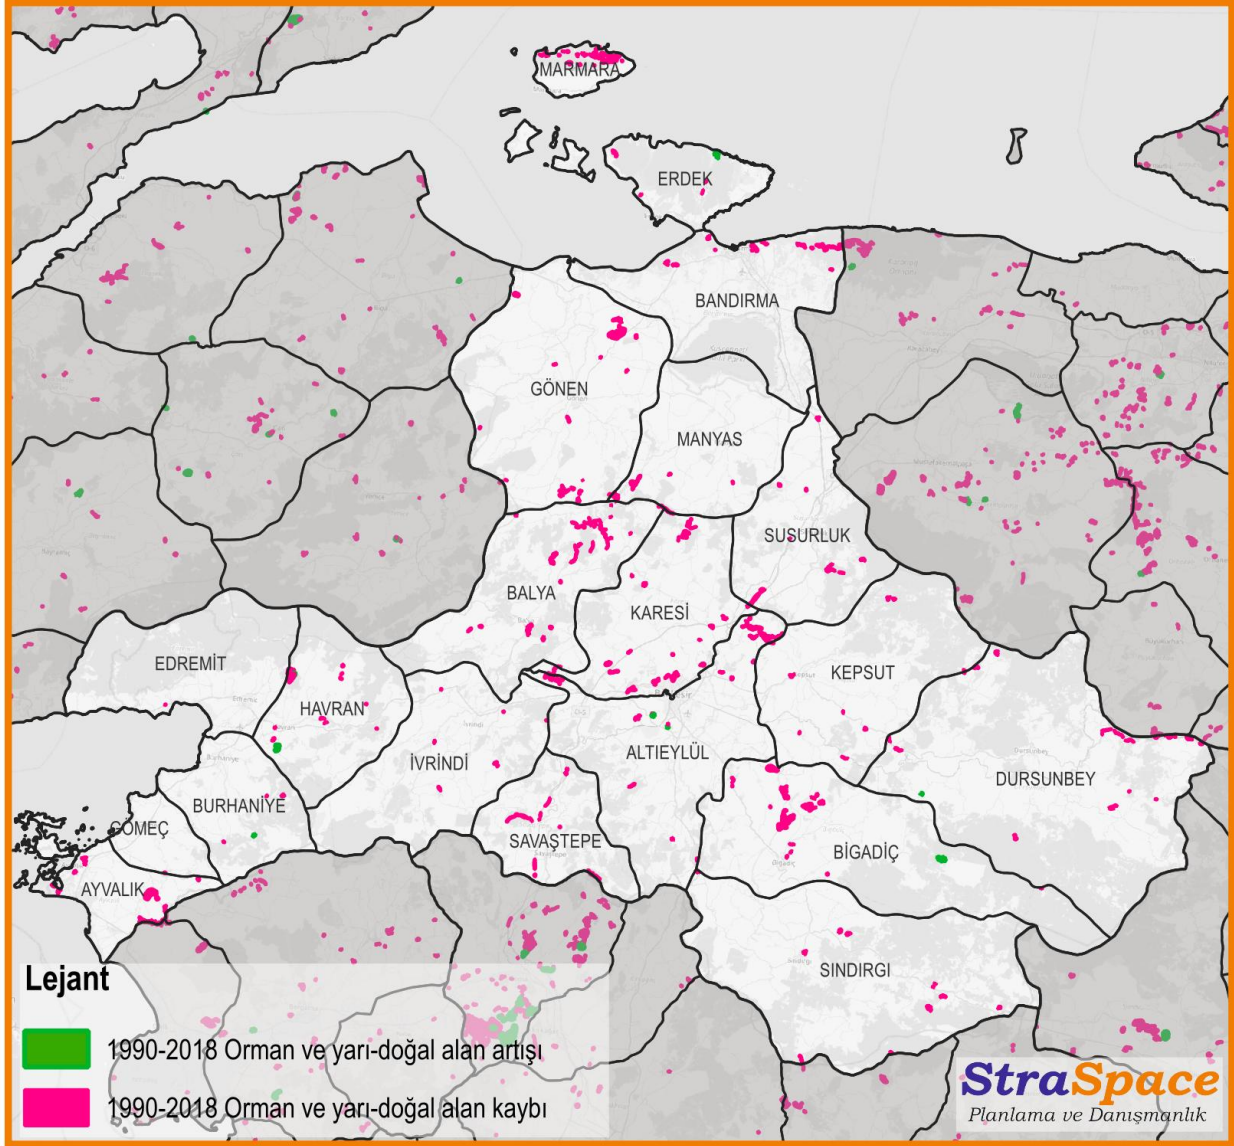 MARMARA
ERDEK
BANDIRMA
GÖNEN
MANYAS
SUSURLUK
BALYA
KARESİ
EDREMİT
HAVRAN
KEPSUT
İVRİNDİ
ALTIEYLÜL
DURSUNBEY
BURHANİYE
GÖMEÇ
SAVAŞTEPE
BİGADİÇ
AYVALIK
SINDIRGI
Lejant
1990-2018 Orman ve yarı-doğal alan artışı
1990-2018 Orman ve yarı-doğal alan kaybı
StraSpace
Planlama ve Danışmanlık